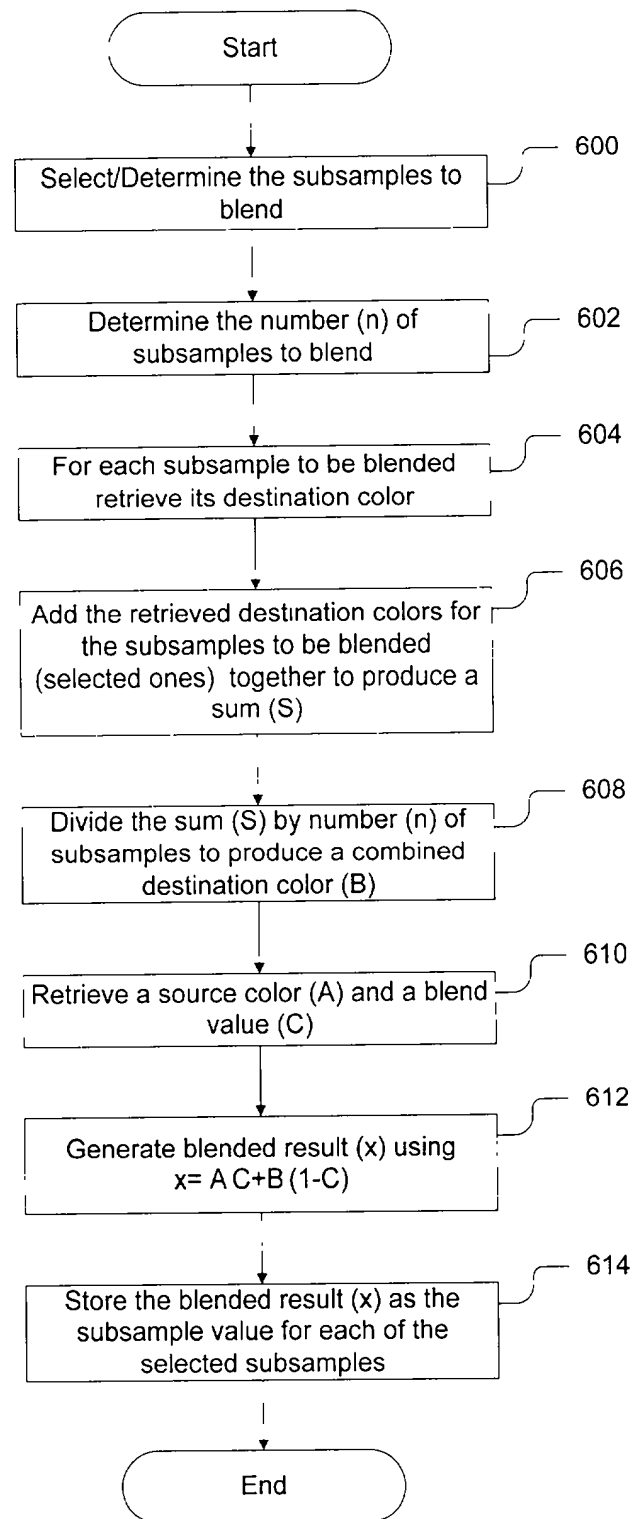 Start
600
Select/Determine the subsamples to
blend
602
Determine the number (n) of
subsamples to blend
604
For each subsample to be blended
retrieve its destination color
606
Add the retrieved destination colors for
the subsamples to be blended
(selected ones) together to produce a
sum (S)
608
Divide the sum (S) by number (n) of
subsamples to produce a combined
destination color (B)
610
Retrieve a source color (A) and a blend
value (C)
612
Generate blended result (x) using
x= A C+B (1-C)
614
Store the blended result (x) as the
subsample value for each of the
selected subsamples
End